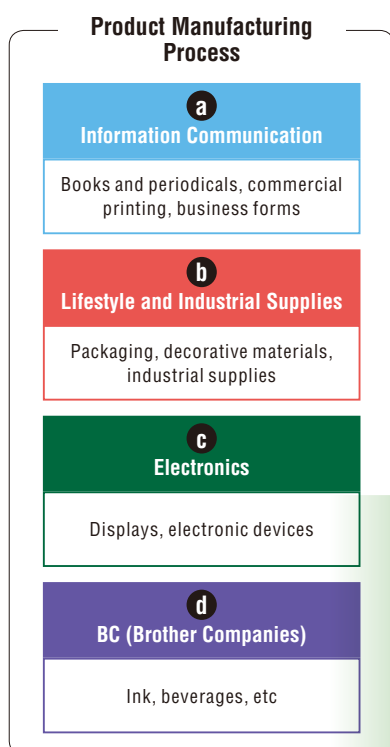 Product Manufacturing
Process
a
Information Communication
Books and periodicals, commercial
printing, business forms
b
Lifestyle and Industrial Supplies
Packaging, decorative materials,
industrial supplies
c
Electronics
Displays, electronic devices
d
BC (Brother Companies)
Ink, beverages, etc